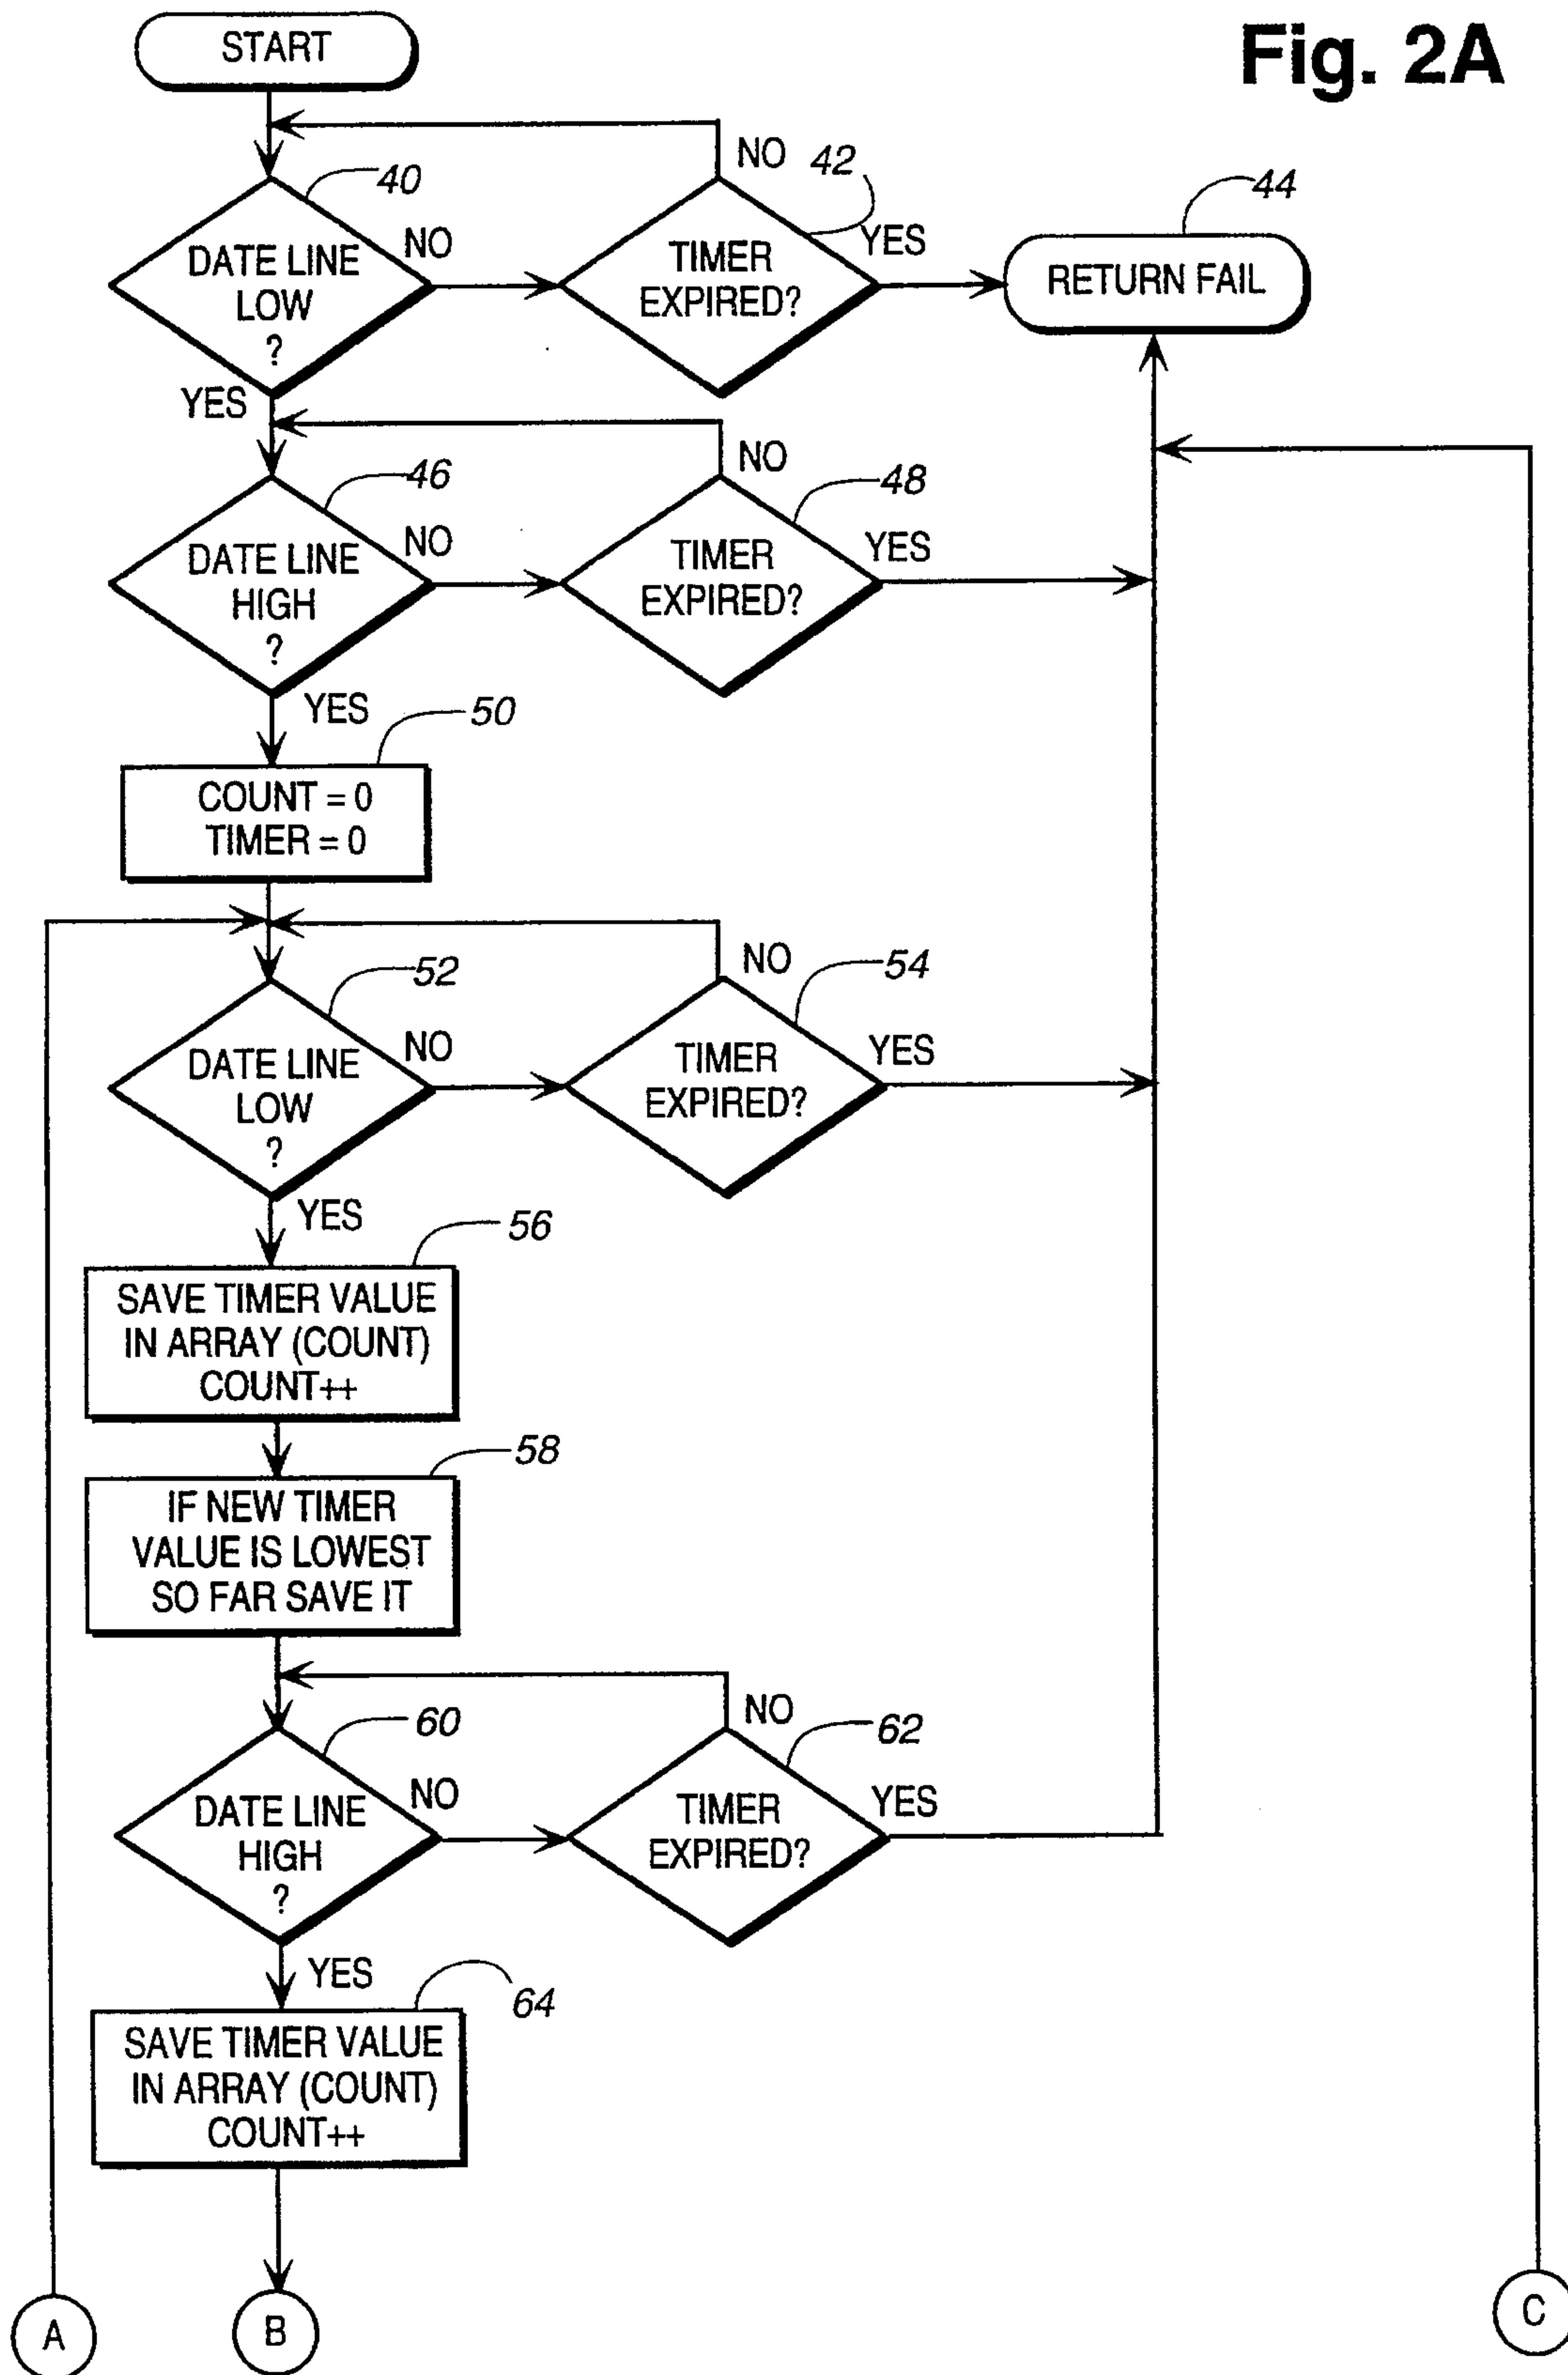 Fig. 2A
START
NO
42
40
44
DATE LINE
LOW
?
NO
TIMER
EXPIRED?
YES
RETURN FAIL
YES
NO
46
48
DATE LINE
HIGH
?
NO
TIMER
EXPIRED?
YES
YES
50
COUNT = 0
TIMER = 0
NO
52
54
DATE LINE
LOW
?
NO
TIMER
EXPIRED?
YES
YES
56
SAVE TIMER VALUE
IN ARRAY (COUNT)
COUNT++
58
IF NEW TIMER
VALUE IS LOWEST
SO FAR SAVE IT
NO
60
62
DATE LINE
HIGH
?
NO
TIMER
EXPIRED?
YES
YES
64
SAVE TIMER VALUE
IN ARRAY (COUNT)
COUNT++
A
B
C